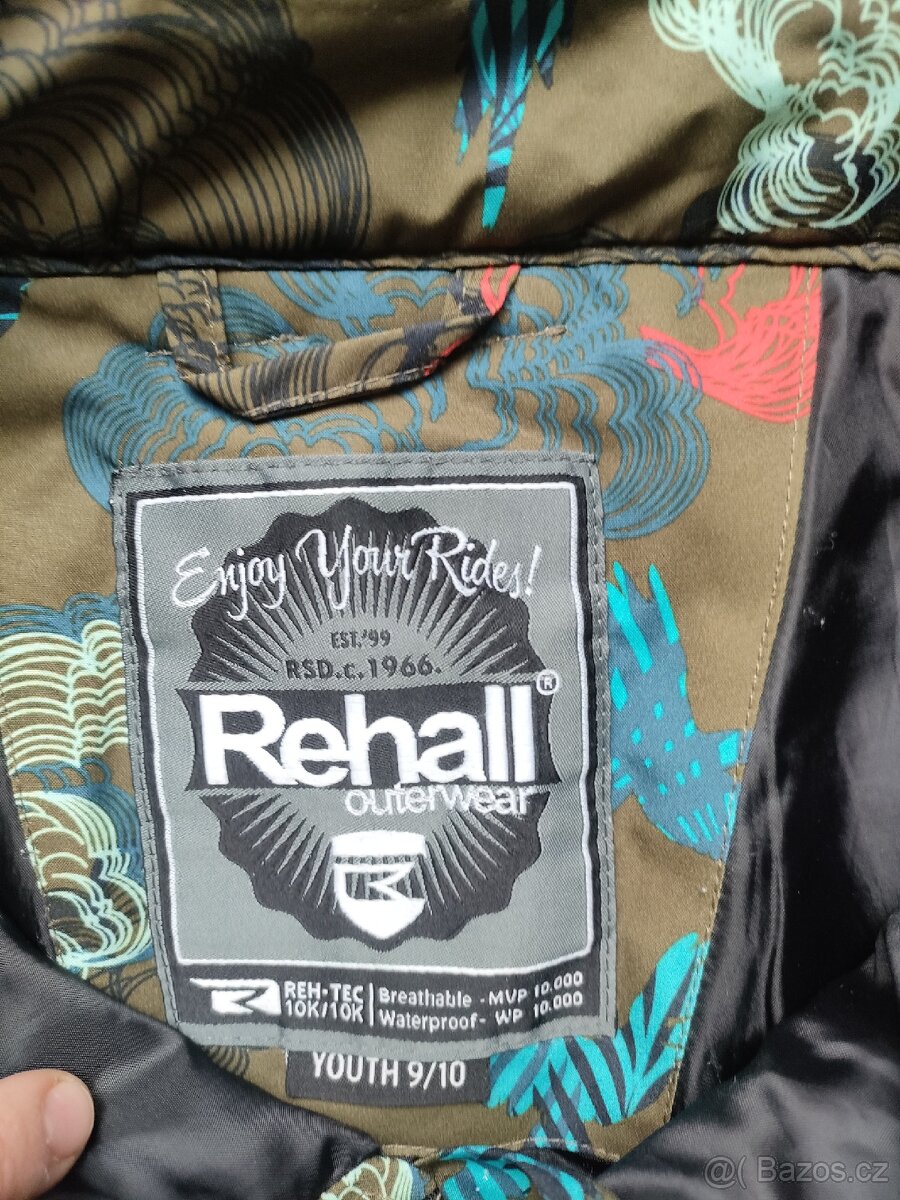 Enjoy Your Rides!
EST.'99
RSD.c.1966.
Rehall®
outerwear
REH-TEC
10K/10K
Breathable - MVP 10.000
Waterproof- WP 10.000
YOUTH 9/10
@( Bazos.cz